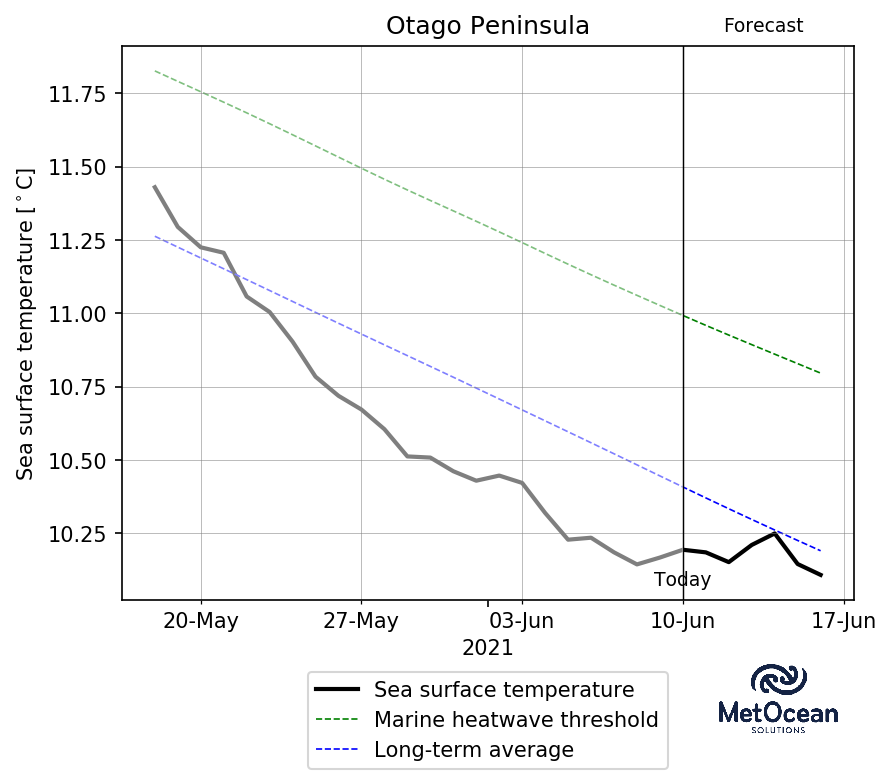 Otago Peninsula
Forecast
Sea surface temperature [°C]
11.75
11.50
11.25
11.00
10.75
10.50
10.25
Today
20-May
27-May
03-Jun
10-Jun
17-Jun
2021
Sea surface temperature
Marine heatwave threshold
Long-term average
MetOcean
SOLUTIONS